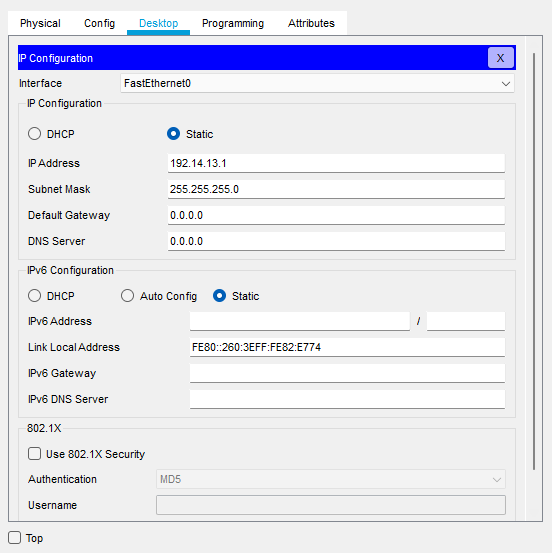 Physical Config Desktop Programming Attributes
IP Configuration X
Interface FastEthernet0
IP Configuration
DHCP Static
IP Address 192.14.13.1
Subnet Mask 255.255.255.0
Default Gateway 0.0.0.0
DNS Server 0.0.0.0
IPv6 Configuration
DHCP Auto Config Static
IPv6 Address /
Link Local Address FE80::260:3EFF:FE82:E774
IPv6 Gateway
IPv6 DNS Server
802.1X
Use 802.1X Security
Authentication MD5
Username
Top